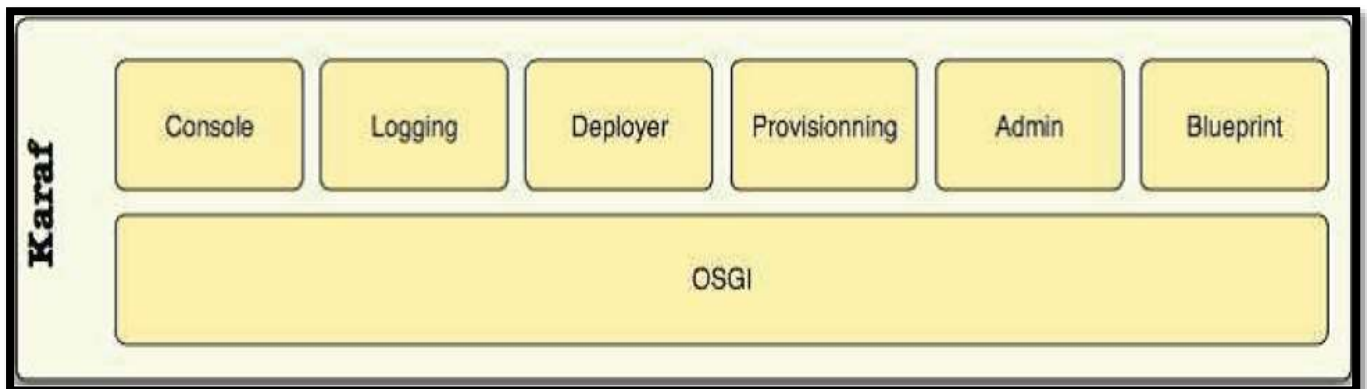 Karaf
Console
Logging
Deployer
Provisionning
Admin
Blueprint
OSGI